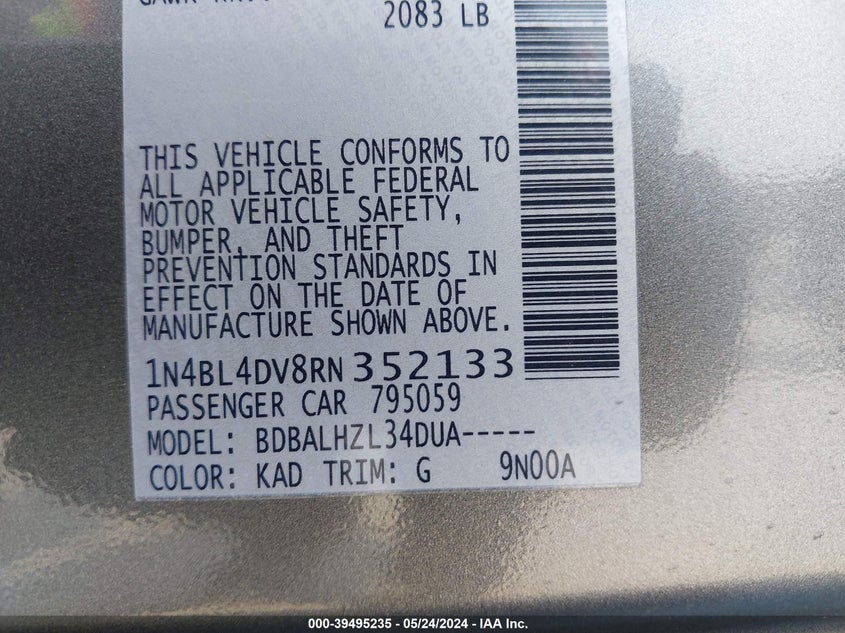 2083 LB
THIS VEHICLE CONFORMS TO
ALL APPLICABLE FEDERAL
MOTOR VEHICLE SAFETY,
BUMPER, AND THEFT
PREVENTION STANDARDS IN
EFFECT ON THE DATE OF
MANUFACTURE SHOWN ABOVE.
1N4BL4DV8RN352133
PASSENGER CAR 795059
MODEL: BDBALHZL34DUA-----
COLOR: KAD TRIM: G 9N00A
000-39495235 - 05/24/2024 - IAA Inc.